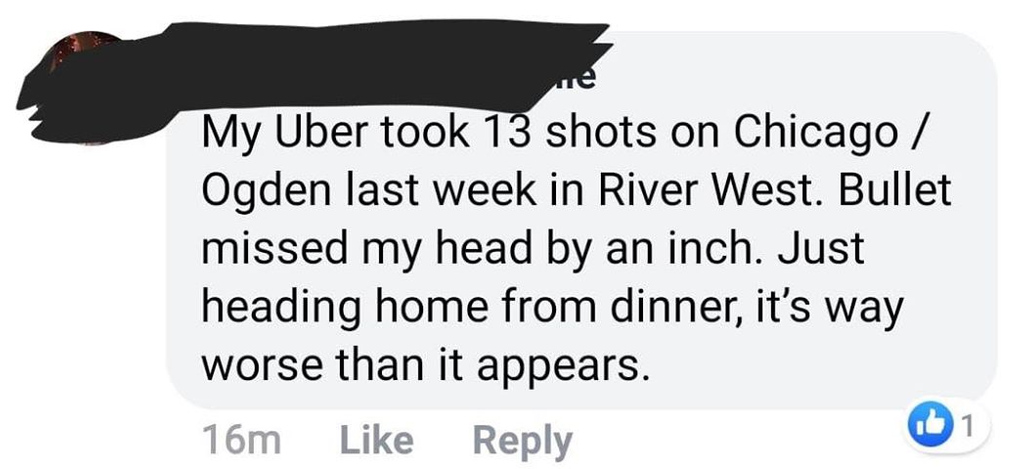 My Uber took 13 shots on Chicago /
Ogden last week in River West. Bullet
missed my head by an inch. Just
heading home from dinner, it’s way
worse than it appears.
16m Like Reply 1